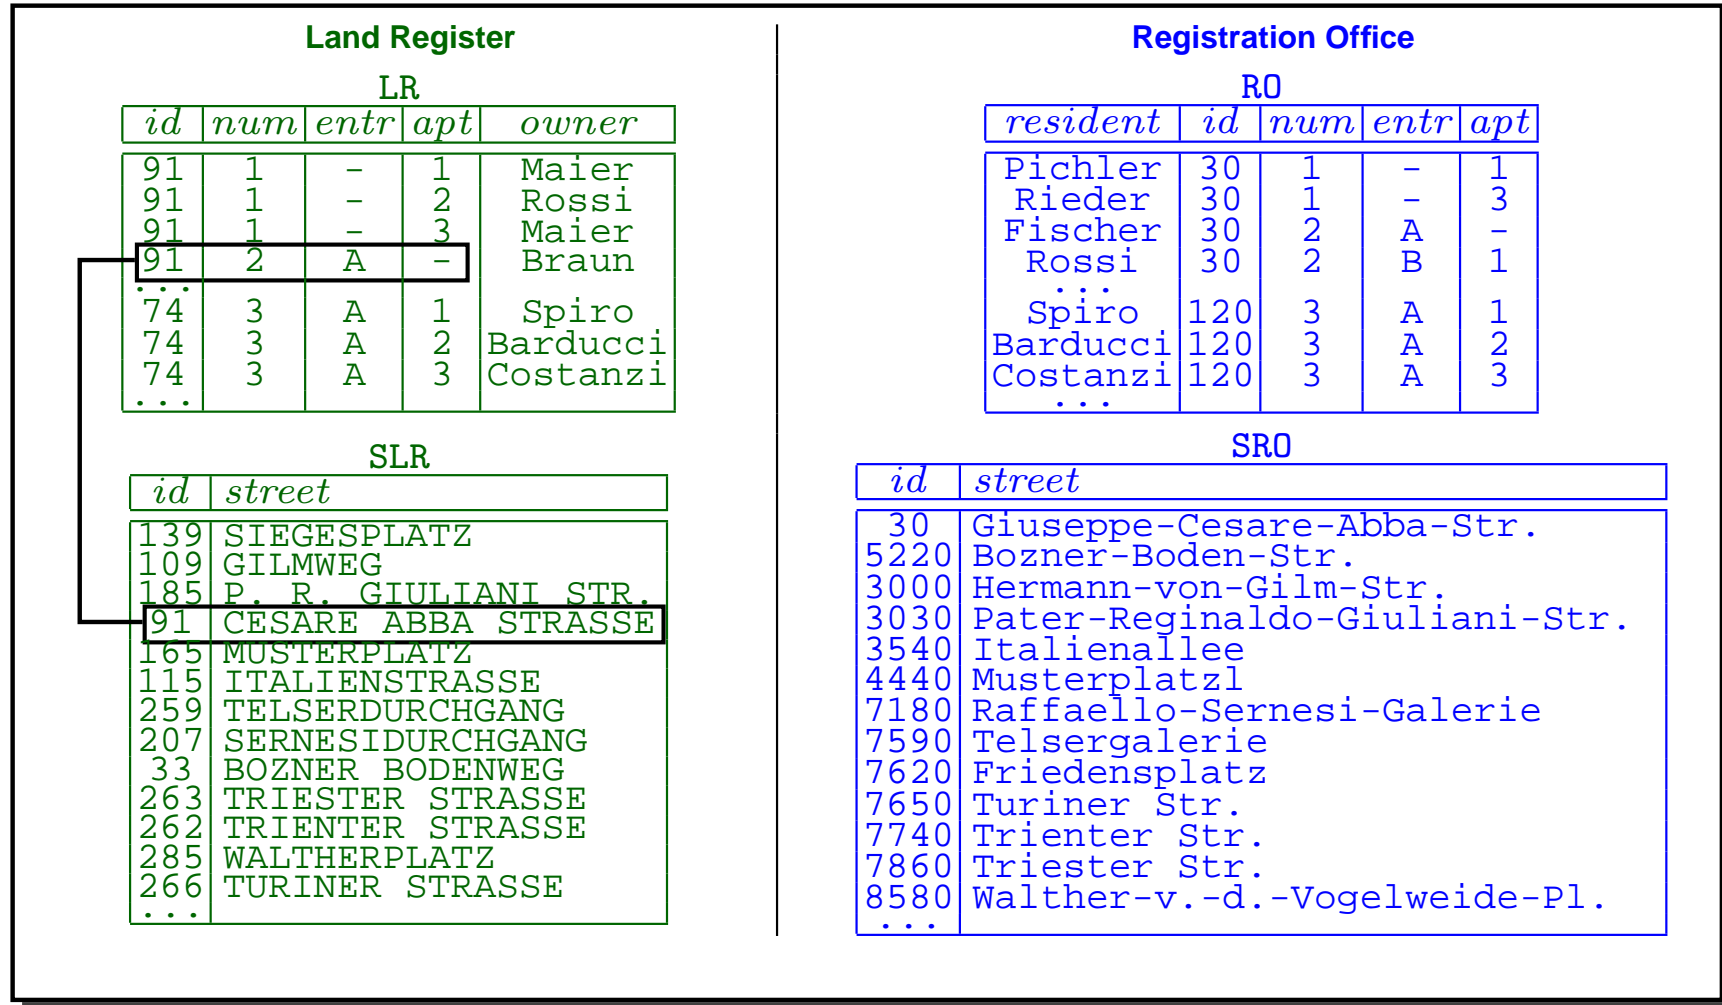 Land Register
LR
id num entr apt owner
91 1 - 1 Maier
91 1 - 2 Rossi
91 1 - 3 Maier
91 2 A - Braun
...
74 3 A 1 Spiro
74 3 A 2 Barducci
74 3 A 3 Costanzi
...
SLR
id street
139 SIEGESPLATZ
109 GILMWEG
185 P. R. GIULIANI STR.
91 CESARE ABBA STRASSE
165 MUSTERPLATZ
115 ITALIENSTRASSE
259 TELSERDURCHGANG
207 SERNESIDURCHGANG
33 BOZNER BODENWEG
263 TRIESTER STRASSE
262 TRIENTER STRASSE
285 WALTHERPLATZ
266 TURINER STRASSE
...
Registration Office
RO
resident id num entr apt
Pichler 30 1 - 1
Rieder 30 1 - 3
Fischer 30 2 A -
Rossi 30 2 B 1
...
Spiro 120 3 A 1
Barducci 120 3 A 2
Costanzi 120 3 A 3
...
SRO
id street
30 Giuseppe-Cesare-Abba-Str.
5220 Bozner-Boden-Str.
3000 Hermann-von-Gilm-Str.
3030 Pater-Reginaldo-Giuliani-Str.
3540 Italienallee
4440 Musterplatzl
7180 Raffaello-Sernesi-Galerie
7590 Telsergalerie
7620 Friedensplatz
7650 Turiner Str.
7740 Trienter Str.
7860 Triester Str.
8580 Walther-v.-d.-Vogelweide-Pl.
...